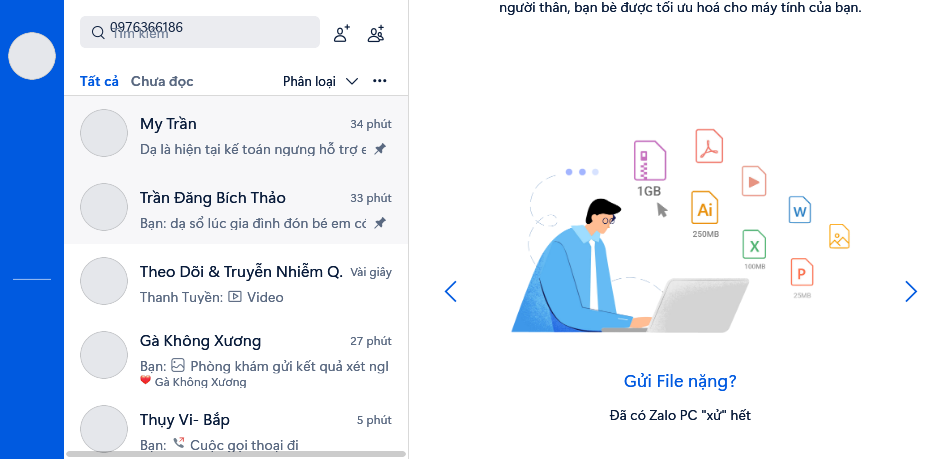 người thân, bạn bè được tối ưu hoá cho máy tính của bạn.
0976366186
Tìm kiếm
Tất cả Chưa đọc Phân loại
My Trần 34 phút
Dạ là hiện tại kế toán ngưng hỗ trợ e
Trần Đăng Bích Thảo 33 phút
Bạn: dạ sổ lúc gia đình đón bé em có
Theo Dõi & Truyễn Nhiễm Q. Vài giây
Thanh Tuyền: Video
Gà Không Xương 27 phút
Bạn: Phòng khám gửi kết quả xét ngl
Gà Không Xương
Thụy Vi- Bắp 5 phút
Bạn: Cuộc gọi thoại đi
1GB
Ai
250MB
W
X
100MB
P
25MB
Gửi File nặng?
Đã có Zalo PC "xử" hết